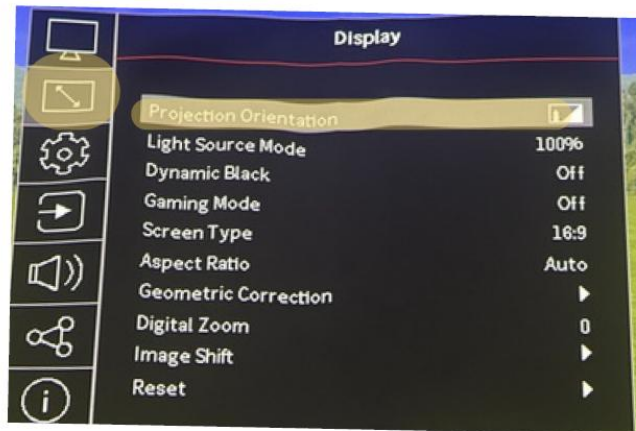 Display
Projection Orientation
Light Source Mode 100%
Dynamic Black Off
Gaming Mode Off
Screen Type 16:9
Aspect Ratio Auto
Geometric Correction
Digital Zoom 0
Image Shift
Reset
i